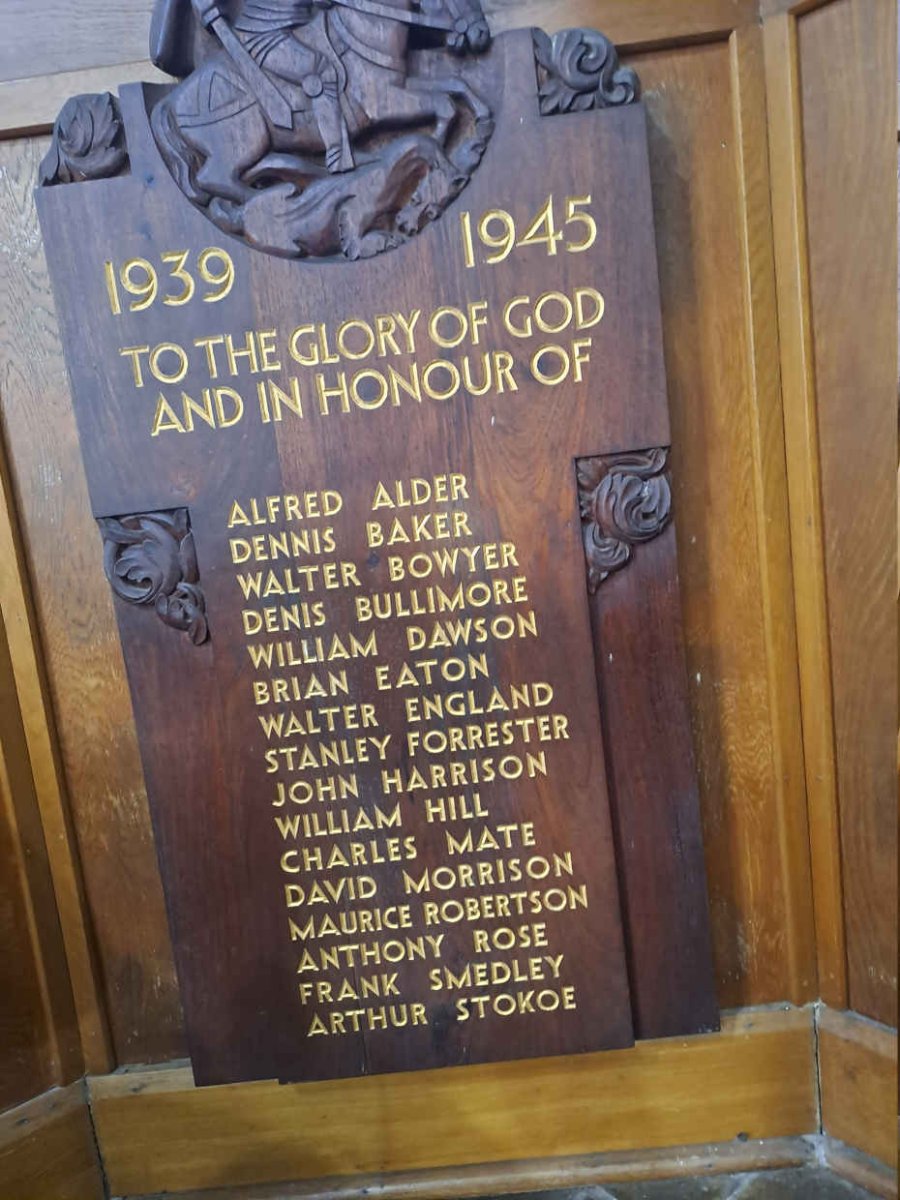 1939 1945
TO THE GLORY OF GOD
AND IN HONOUR OF
ALFRED ALDER
DENNIS BAKER
WALTER BOWYER
DENIS BULLIMORE
WILLIAM DAWSON
BRIAN EATON
WALTER ENGLAND
STANLEY FORRESTER
JOHN HARRISON
WILLIAM HILL
CHARLES MATE
DAVID MORRISON
MAURICE ROBERTSON
ANTHONY ROSE
FRANK SMEDLEY
ARTHUR STOKOE